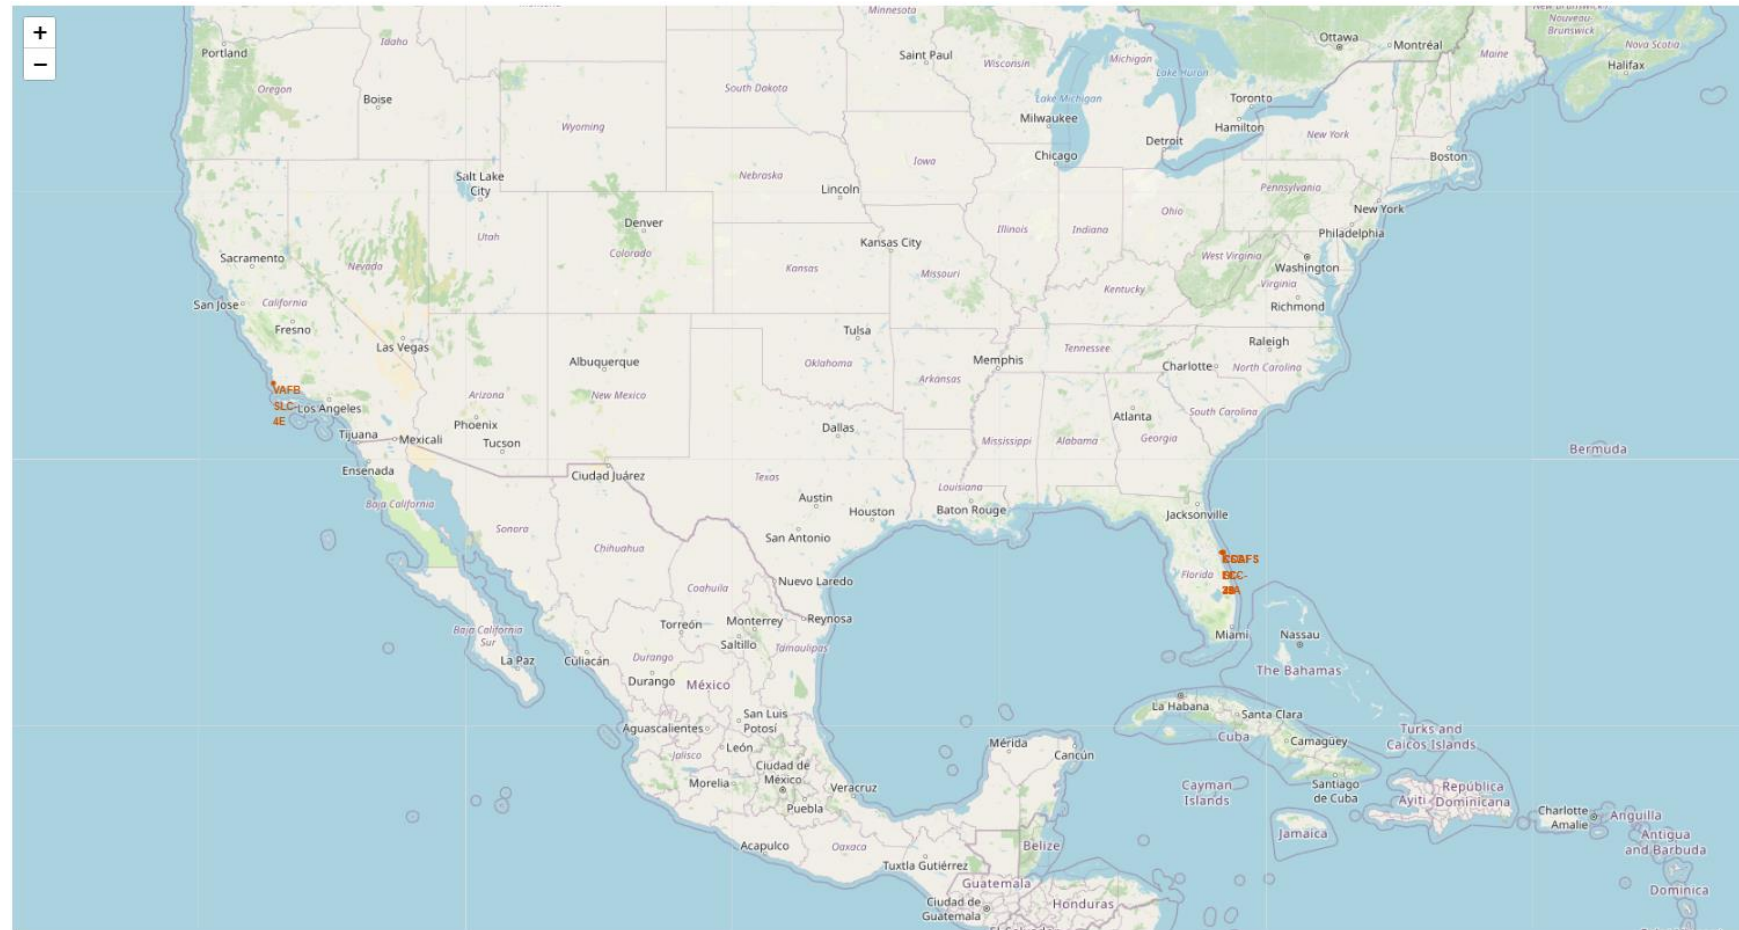 +
−
Portland
Idaho
Montana
Minnesota
Ottawa
Montréal
New Brunswick
Nouveau-
Brunswick
Maine
Nova Scotia
Halifax
Saint Paul
Wisconsin
Michigan
Lake Huron
Oregon
Boise
South Dakota
Lake Michigan
Toronto
Wyoming
Milwaukee
Hamilton
New York
Detroit
Chicago
Boston
Iowa
Salt Lake
City
Nebraska
Lincoln
Pennsylvania
Ohio
New York
Denver
Utah
Colorado
Illinois
Indiana
Philadelphia
Sacramento
Nevada
Kansas City
Kansas
Missouri
West Virginia
Washington
Kentucky
Virginia
San Jose
California
Richmond
Fresno
Las Vegas
Tulsa
Raleigh
Albuquerque
Oklahoma
Memphis
Tennessee
Charlotte
North Carolina
Arkansas
VAFB
SLC-
4E
Los Angeles
Arizona
New Mexico
Phoenix
Atlanta
South Carolina
Tijuana
Mexicali
Tucson
Dallas
Mississippi
Alabama
Georgia
Bermuda
Ensenada
Ciudad Juárez
Texas
Louisiana
Baja California
Austin
Houston
Baton Rouge
Jacksonville
Sonora
Chihuahua
San Antonio
Florida
Coahuila
Nuevo Laredo
Baja California
Sur
Torreón
Monterrey
Reynosa
Saltillo
Tamaulipas
Miami
Nassau
La Paz
Culiacán
Durango
The Bahamas
Durango
México
La Habana
Santa Clara
San Luis
Potosí
Aguascalientes
Cuba
Camagüey
Turks and
Caicos Islands
Jalisco
León
Mérida
Cancún
Ciudad de
México
Morelia
Veracruz
Cayman
Islands
Santiago
de Cuba
Ayiti
República
Dominicana
Puebla
Charlotte
Amalie
Anguilla
Jamaica
Antigua
and Barbuda
Acapulco
Oaxaca
Belize
Tuxtla Gutiérrez
Guatemala
Dominica
Ciudad de
Guatemala
Honduras
El Salvador